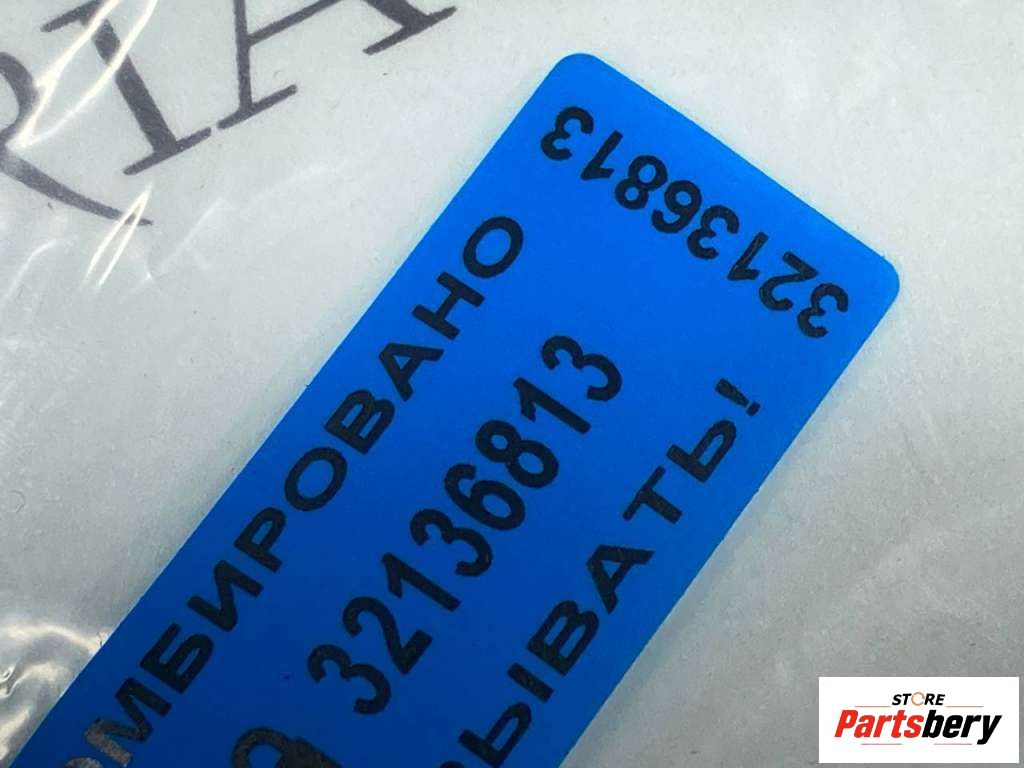 RIA
32136813
ОМБИРОВАНО
32136813
ЫВАТЬ!
STORE
Partsbery